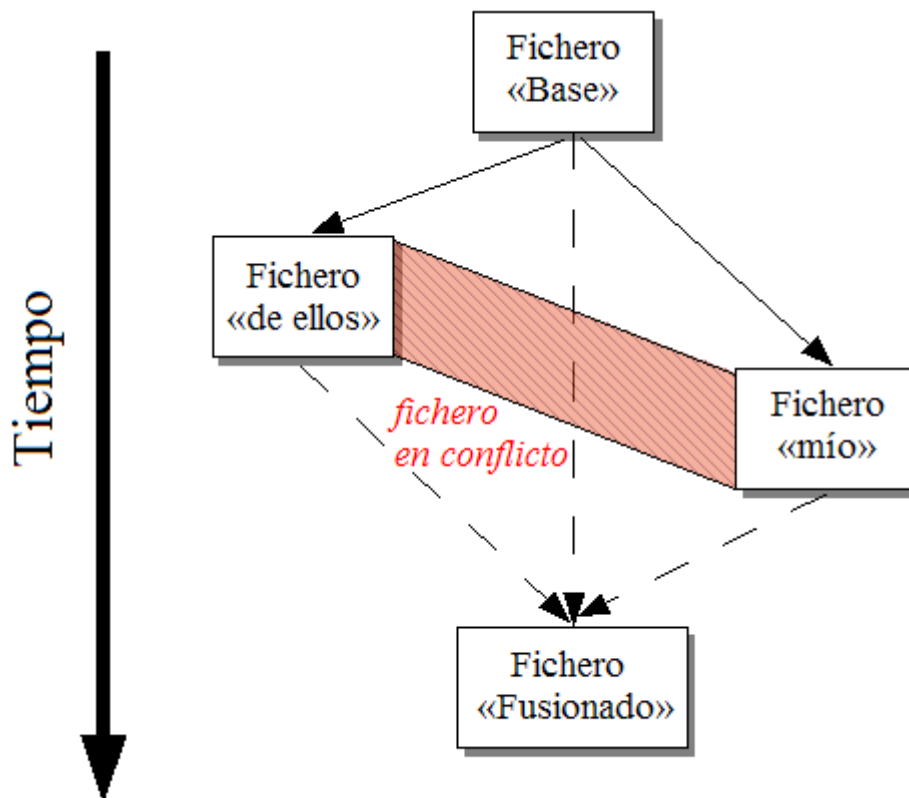 Fichero
«Base»
Fichero
«de ellos»
Tiempo
fichero
en conflicto
Fichero
«mío»
Fichero
«Fusionado»